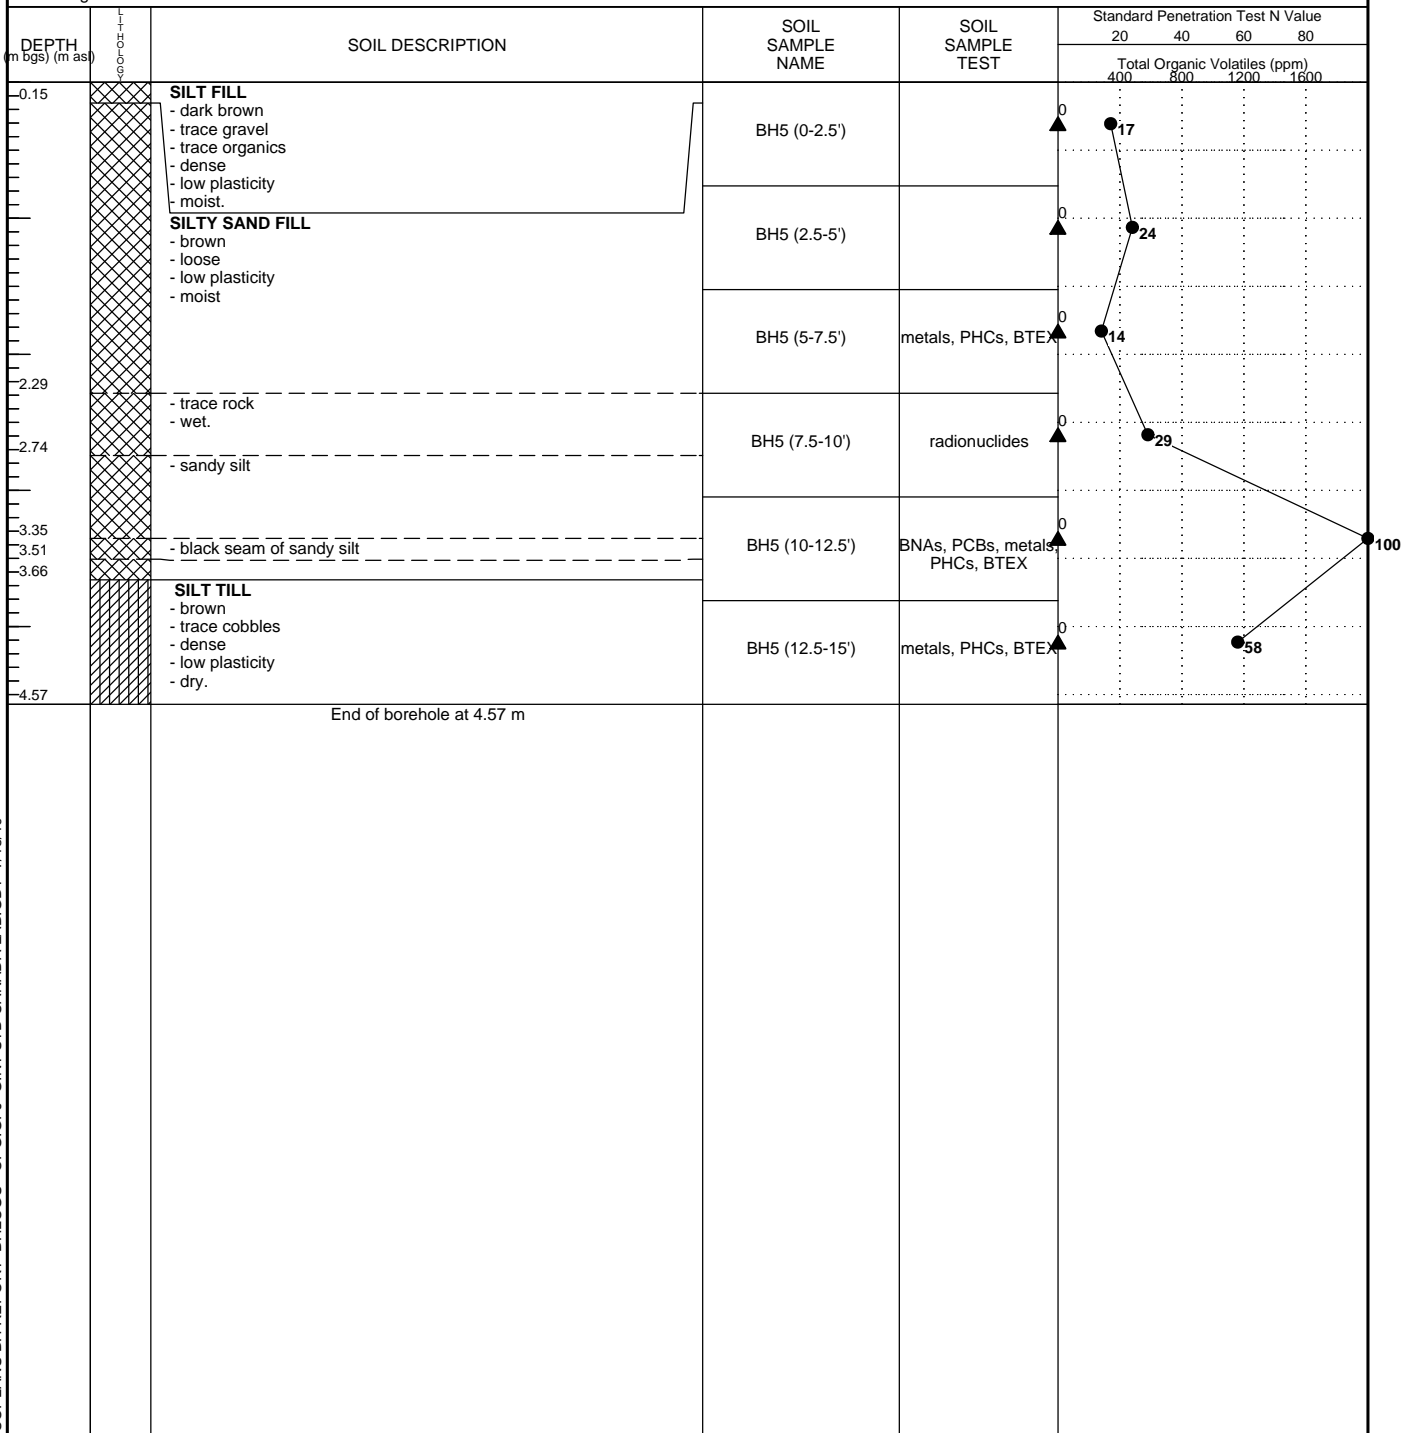 DEPTH
(m bgs) (m asl)
LITHOLOGY
SOIL DESCRIPTION
SOIL
SAMPLE
NAME
SOIL
SAMPLE
TEST
Standard Penetration Test N Value
20 40 60 80
Total Organic Volatiles (ppm)
400 800 1200 1600
0.15
SILT FILL
- dark brown
- trace gravel
- trace organics
- dense
- low plasticity
- moist.
BH5 (0-2.5')
0
17
SILTY SAND FILL
- brown
- loose
- low plasticity
- moist
BH5 (2.5-5')
0
24
BH5 (5-7.5')
metals, PHCs, BTEX
0
14
2.29
- trace rock
- wet.
BH5 (7.5-10')
radionuclides
0
29
2.74
- sandy silt
3.35
3.51
- black seam of sandy silt
BH5 (10-12.5')
BNAs, PCBs, metals,
PHCs, BTEX
0
100
3.66
SILT TILL
- brown
- trace cobbles
- dense
- low plasticity
- dry.
BH5 (12.5-15')
metals, PHCs, BTEX
0
58
4.57
End of borehole at 4.57 m